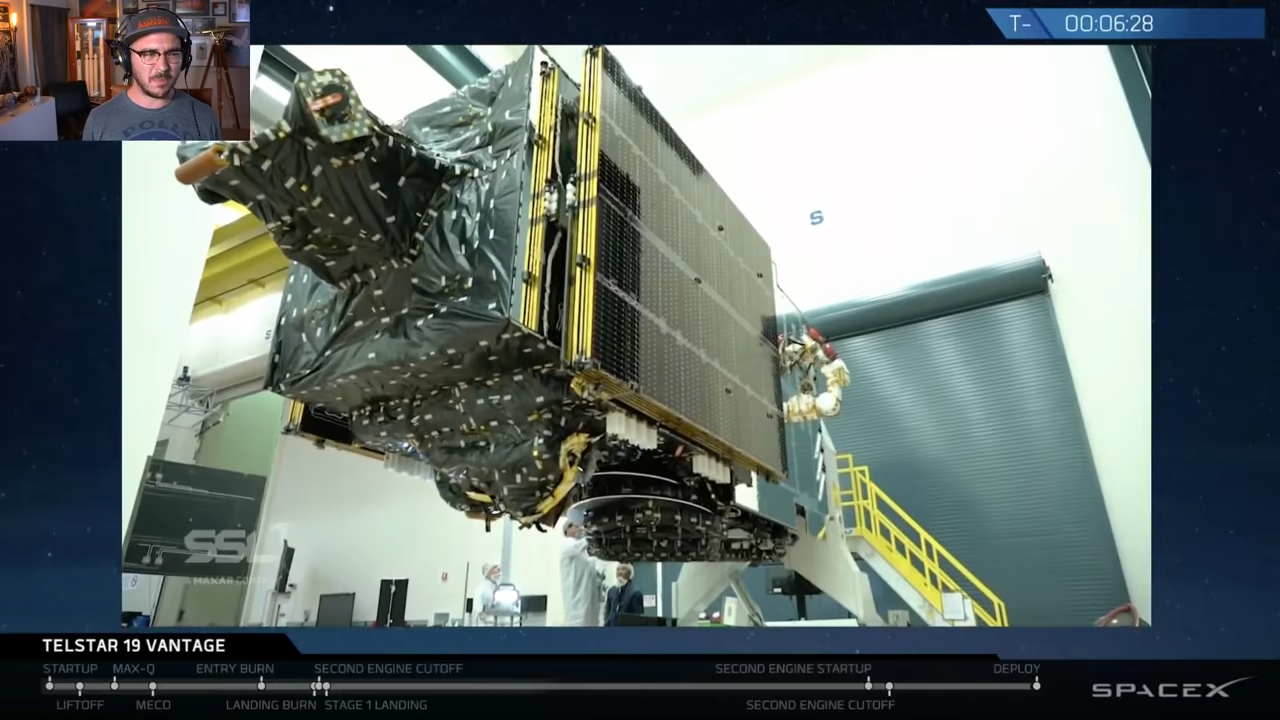 T- 00:06:28
S
SSL
TELSTAR 19 VANTAGE
STARTUP MAX-Q ENTRY BURN SECOND ENGINE CUTOFF SECOND ENGINE STARTUP DEPLOY
LIFTOFF MECO LANDING BURN STAGE 1 LANDING SECOND ENGINE CUTOFF
SPACEX